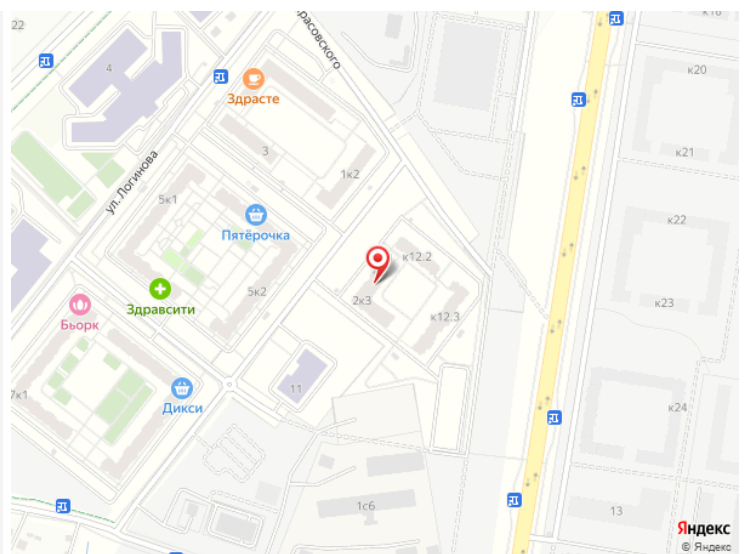 22
к18
расовского
4
к20
Здрасте
3
1к2
к21
ул. Логинова
5к1
Пятёрочка
к22
к12.2
5к2
Здравсити
2к3
к23
Бьорк
к12.3
11
7к1
Дикси
к24
1с6
13
Яндекс
© Яндекс